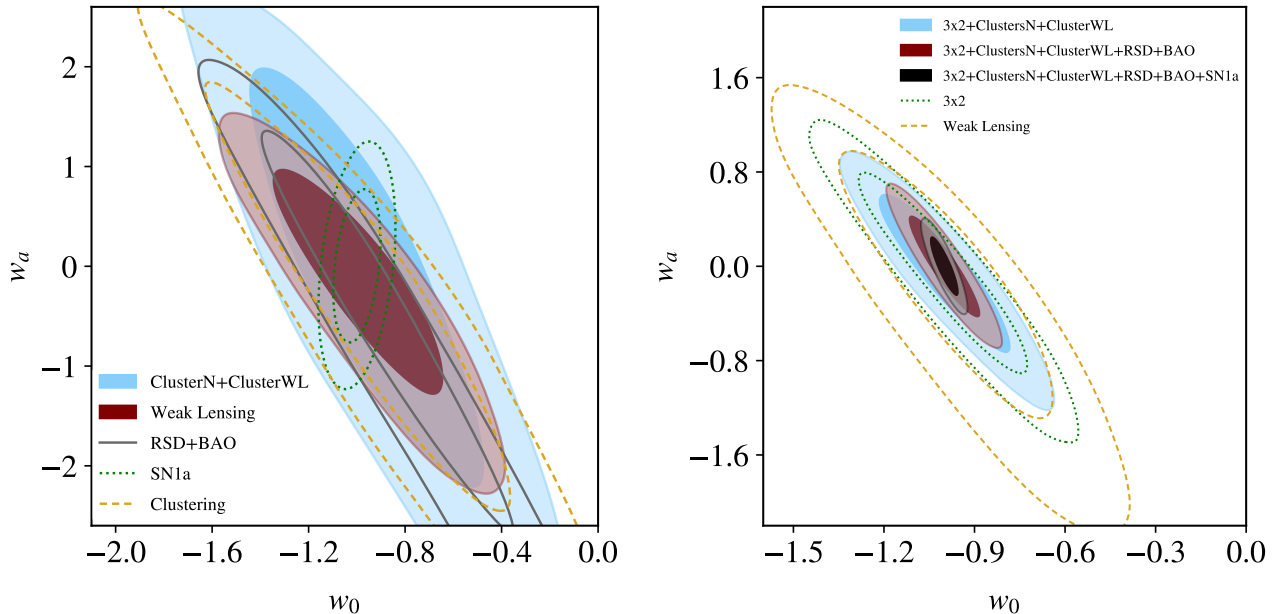 2
1
0
−1
−2
w_a
−2.0
−1.6
−1.2
−0.8
−0.4
0.0
w_0
ClusterN+ClusterWL
Weak Lensing
RSD+BAO
SN1a
Clustering
1.6
0.8
0.0
−0.8
−1.6
w_a
−1.5
−1.2
−0.9
−0.6
−0.3
0.0
w_0
3x2+ClustersN+ClusterWL
3x2+ClustersN+ClusterWL+RSD+BAO
3x2+ClustersN+ClusterWL+RSD+BAO+SN1a
3x2
Weak Lensing